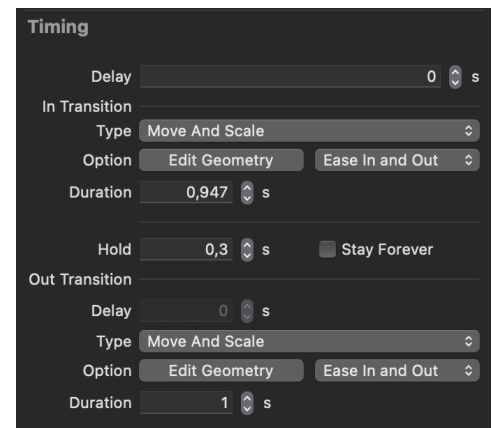 Timing
Delay 0 s
In Transition
Type Move And Scale
Option Edit Geometry Ease In and Out
Duration 0,947 s
Hold 0,3 s Stay Forever
Out Transition
Delay 0 s
Type Move And Scale
Option Edit Geometry Ease In and Out
Duration 1 s